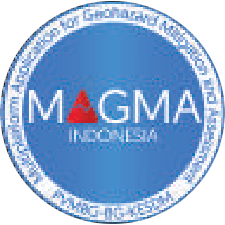 Multiplatform Application for Geohazard Mitigation and Assessment
MAGMA
INDONESIA
PVMBG-BG-KESDM